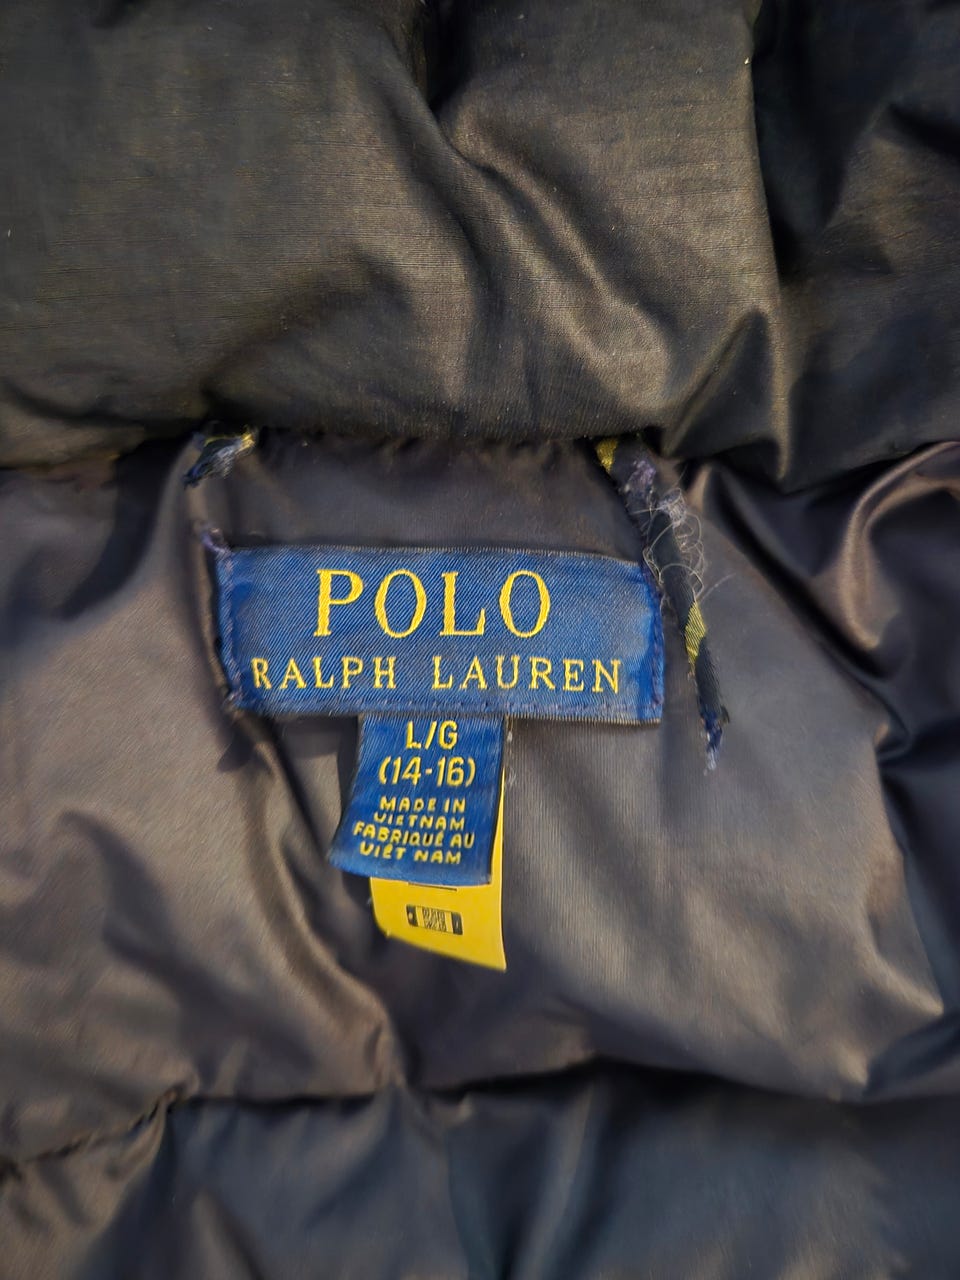 POLO
RALPH LAUREN
L/G
(14-16)
MADE IN
VIETNAM
FABRIQUÉ AU
VIÊT NAM